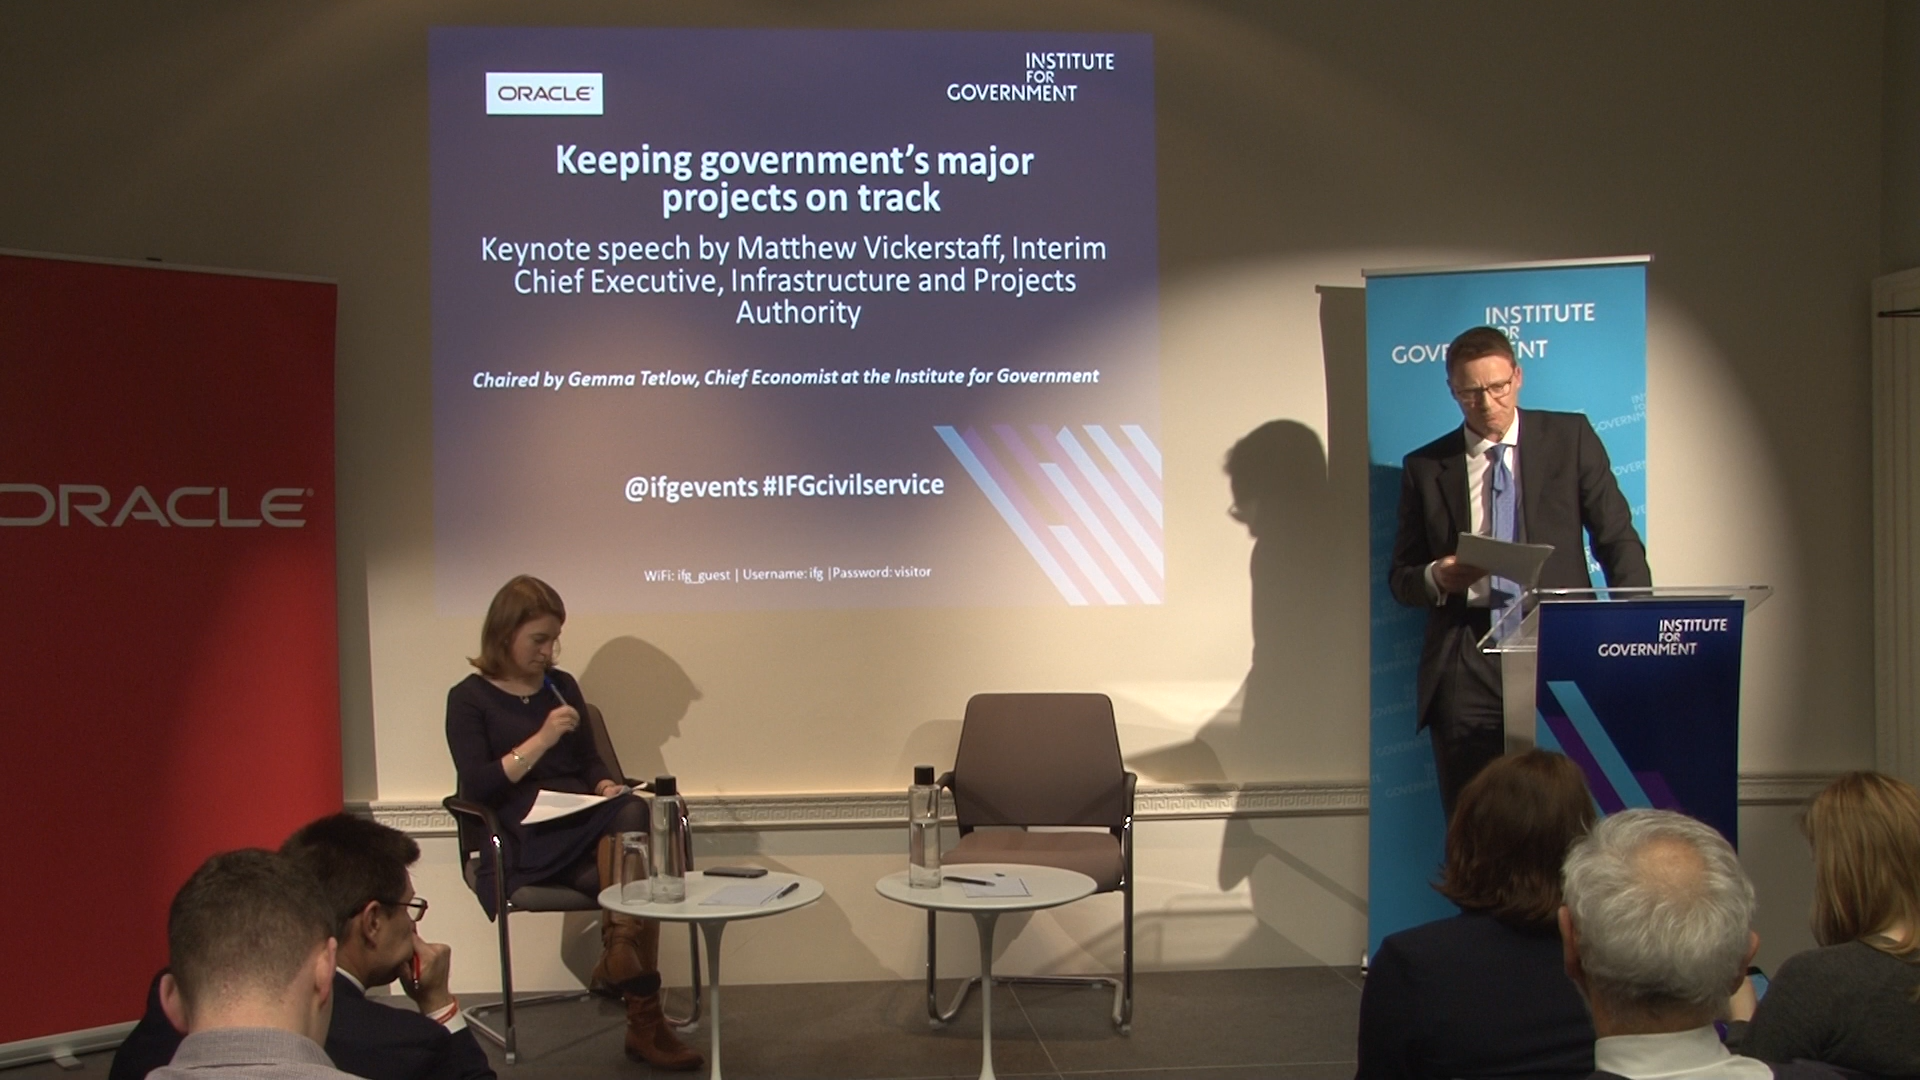 ORACLE
INSTITUTE
FOR
GOVERNMENT
Keeping government's major
projects on track
Keynote speech by Matthew Vickerstaff, Interim
Chief Executive, Infrastructure and Projects
Authority
Chaired by Gemma Tetlow, Chief Economist at the Institute for Government
@ifgevents #IFGcivilservice
WiFi: ifg_guest | Username: ifg |Password: visitor
ORACLE
INSTITUTE
GOVERNMENT
INSTITUTE
FOR
GOVERNMENT